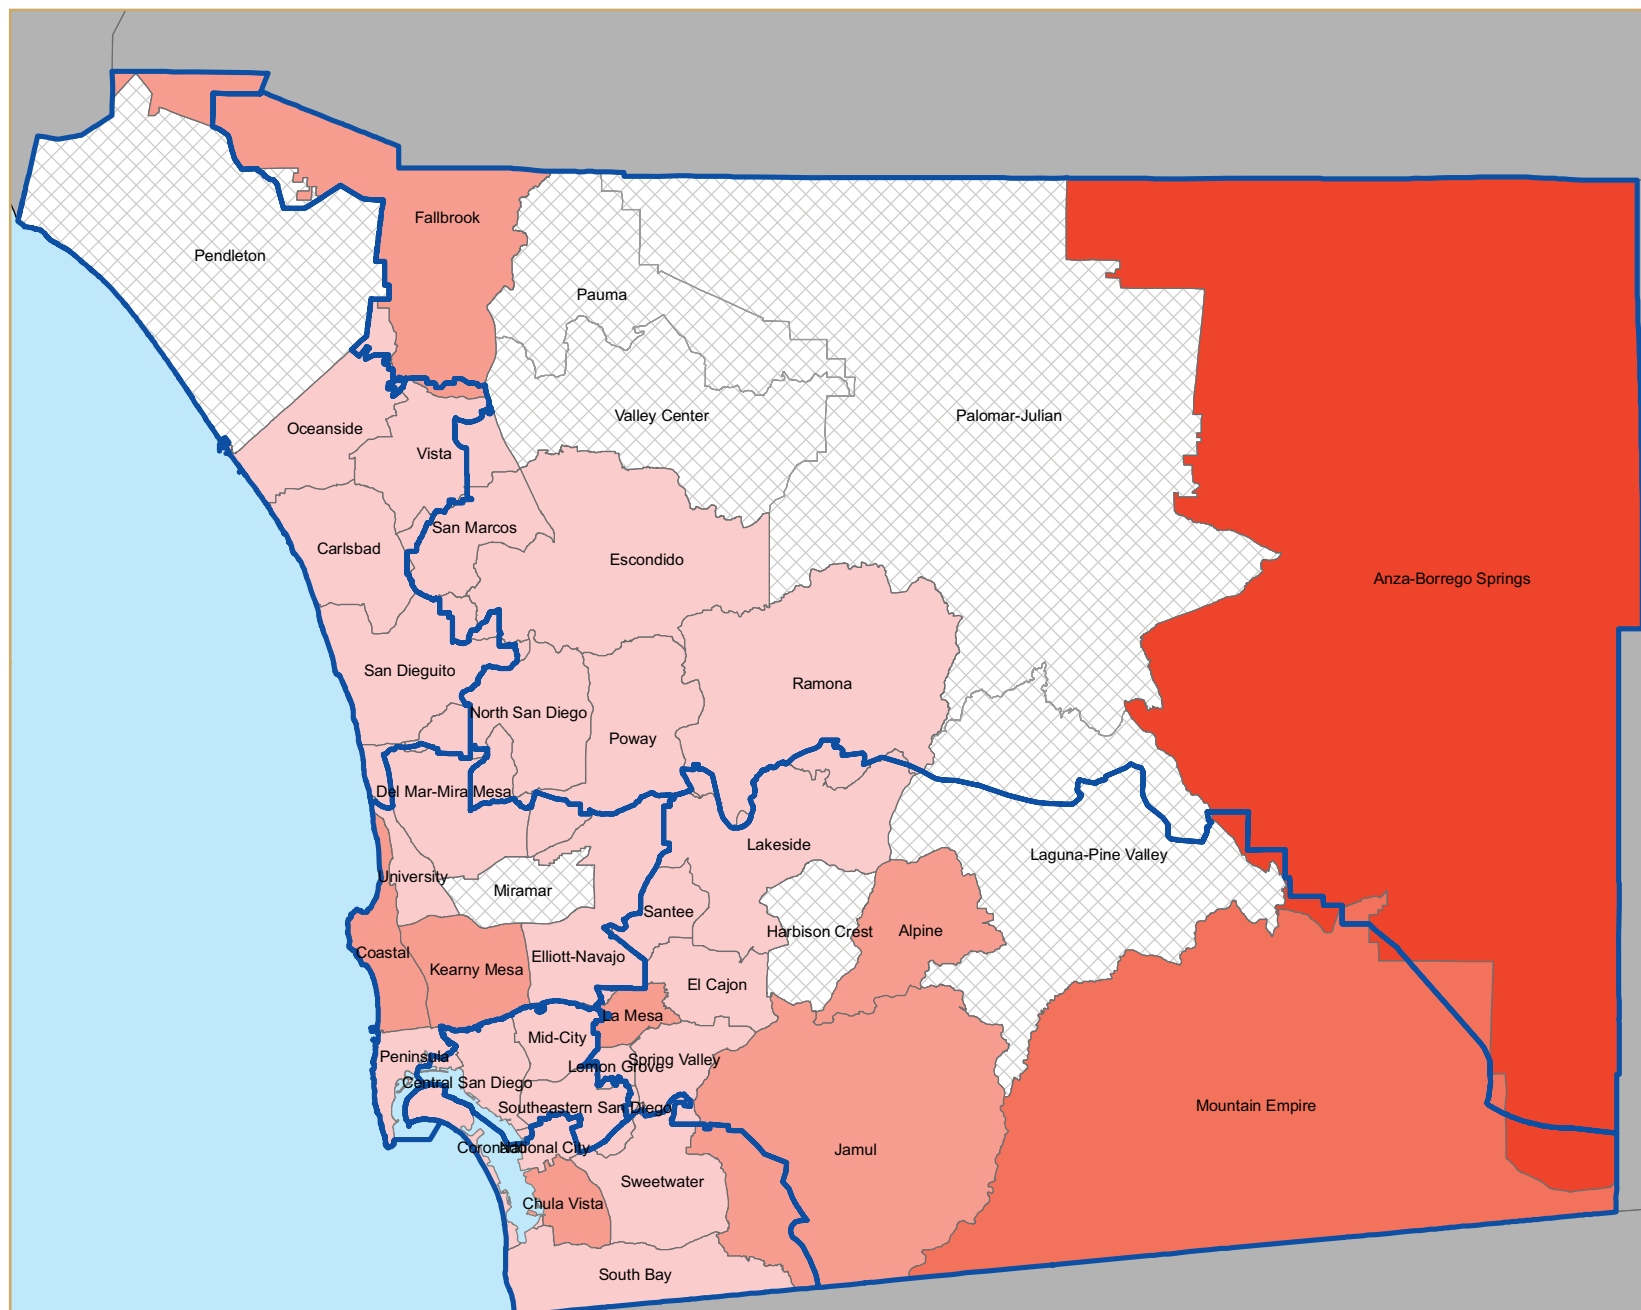 Fallbrook
Pendleton
Pauma
Valley Center
Palomar-Julian
Oceanside
Vista
San Marcos
Carlsbad
Escondido
Anza-Borrego Springs
San Dieguito
Ramona
North San Diego
Poway
Del Mar-Mira Mesa
Lakeside
Laguna-Pine Valley
University
Miramar
Santee
Harbison Crest
Alpine
Coastal
Kearny Mesa
Elliott-Navajo
El Cajon
La Mesa
Mid-City
Peninsula
Lemon Grove
Spring Valley
Central San Diego
Southeastern San Diego
Mountain Empire
Coronado
National City
Jamul
Sweetwater
Chula Vista
South Bay